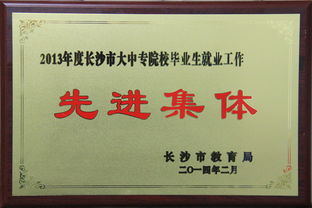 2013年度长沙市大中专院校毕业生就业工作
先进集体
长沙市教育局
二〇一四年二月